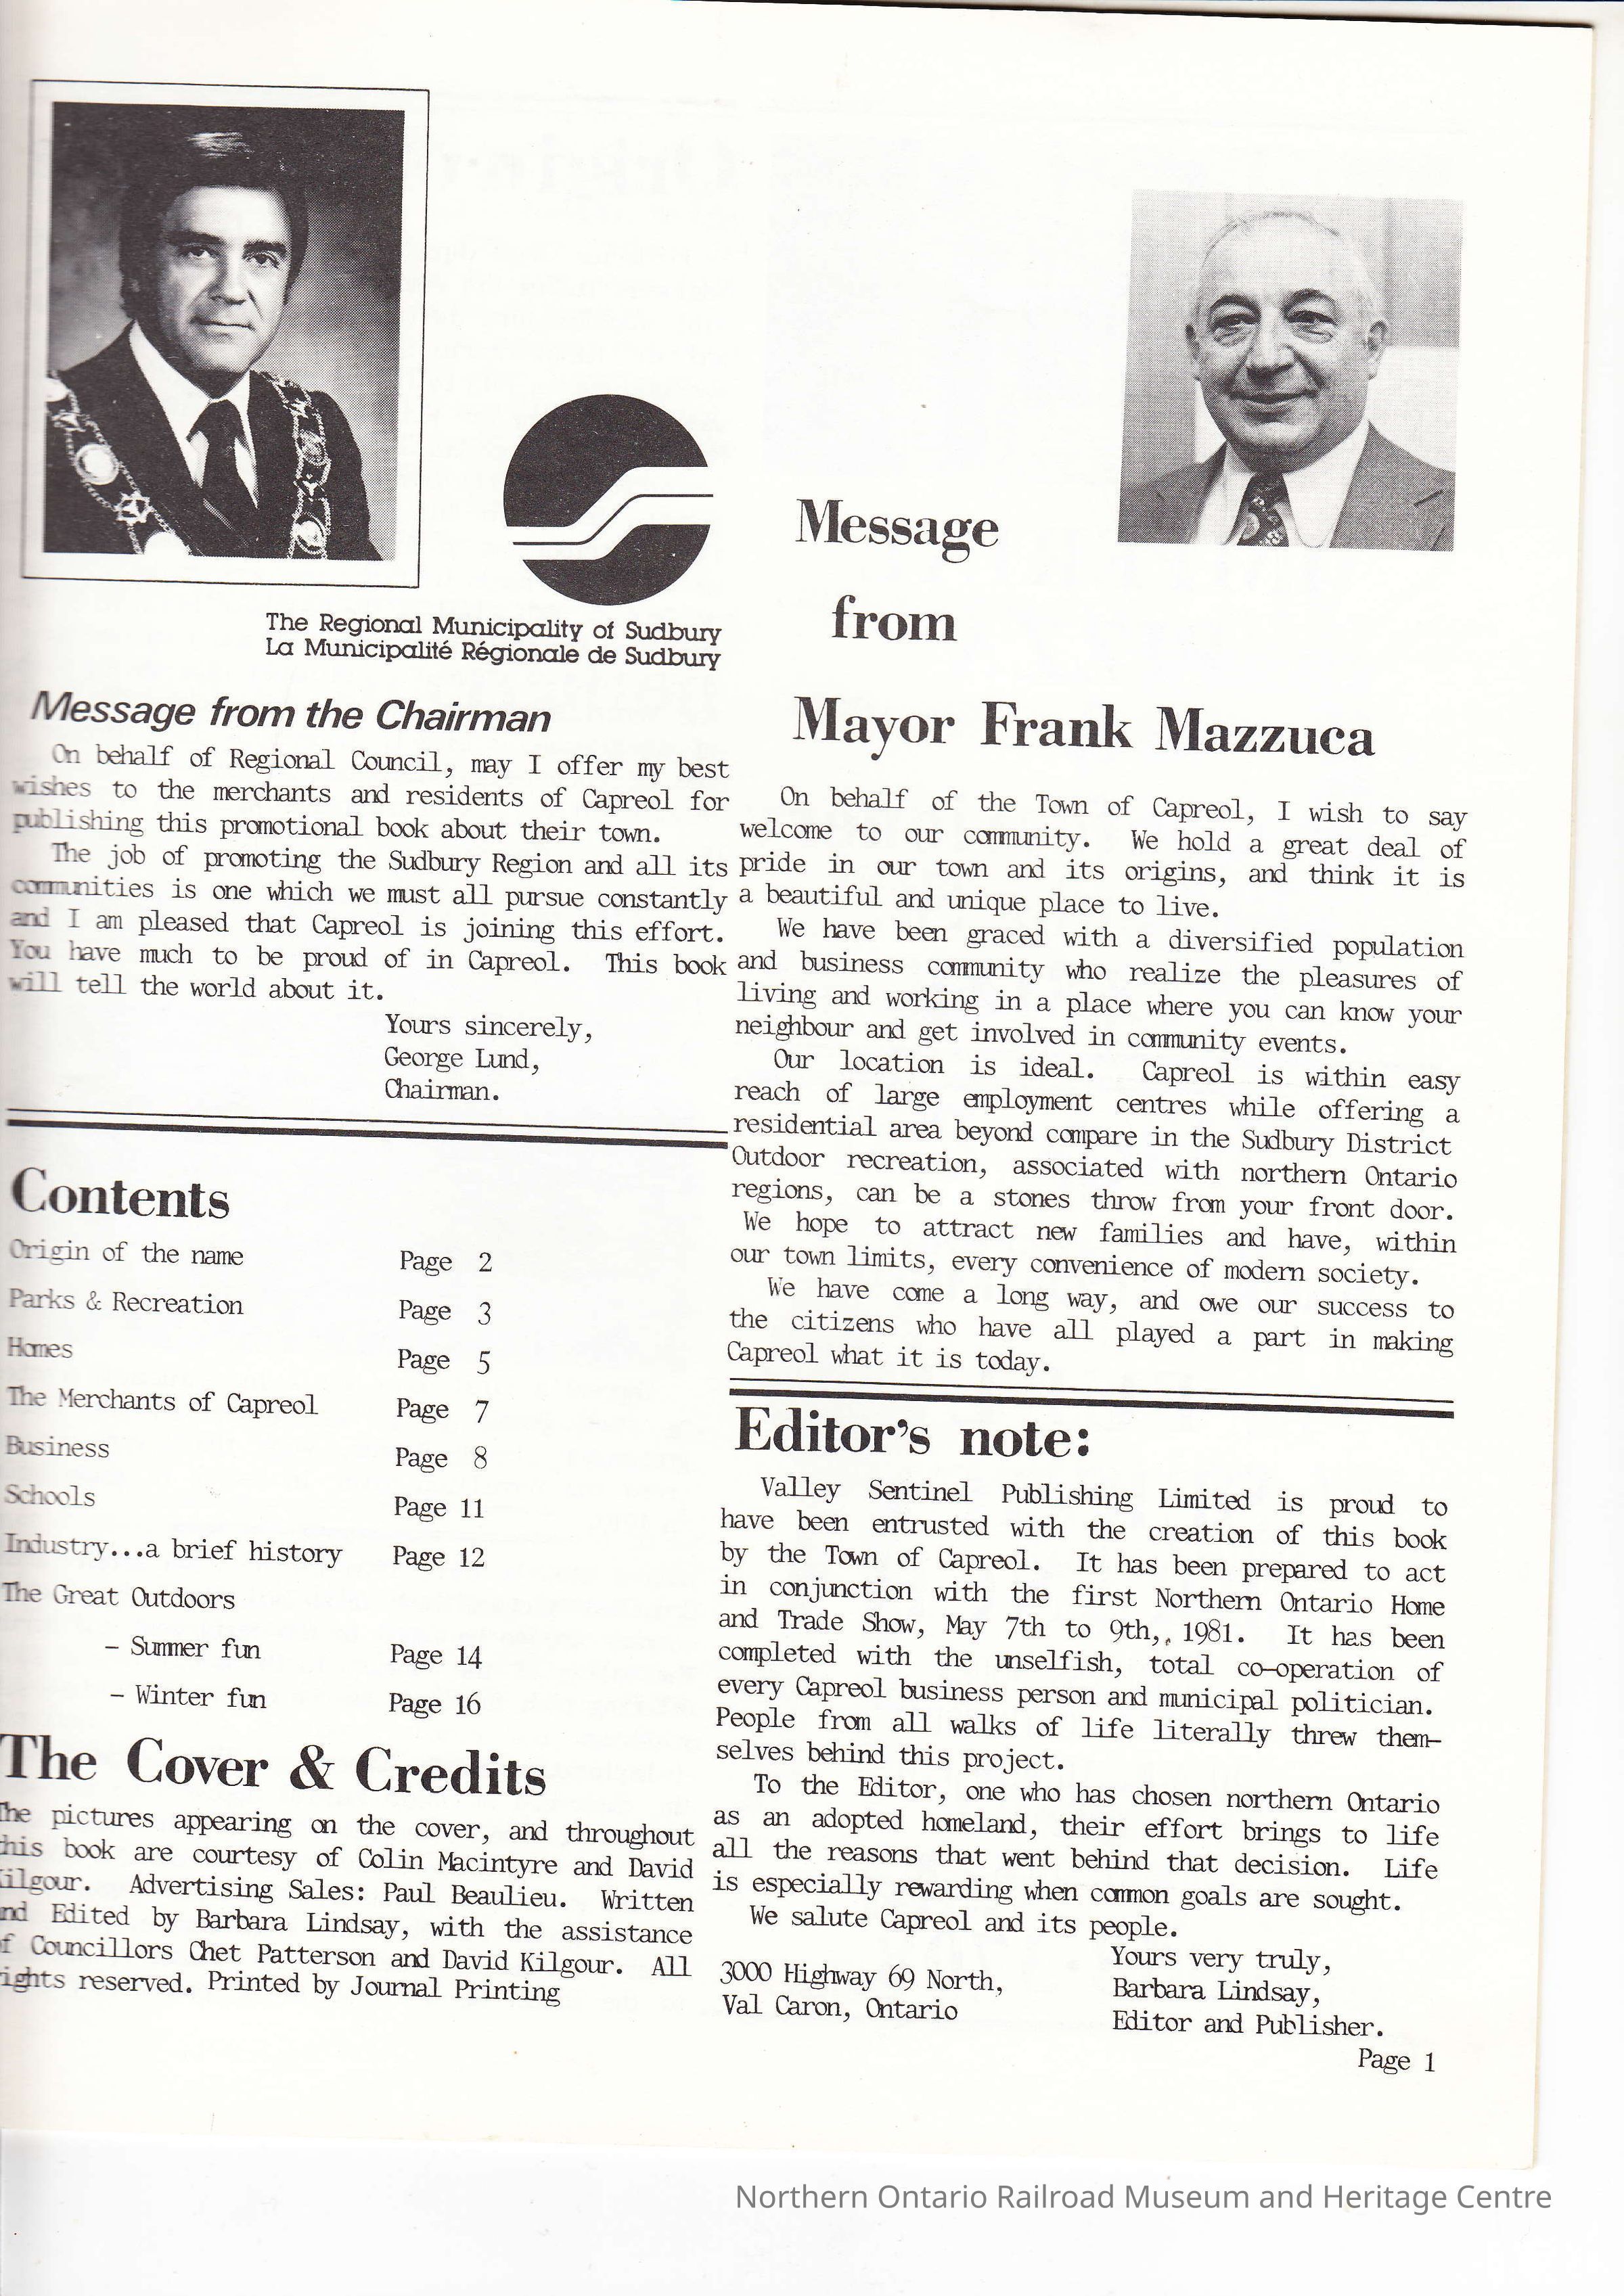 The Regional Municipality of Sudbury
La Municipalité Régionale de Sudbury
Message from the Chairman
On behalf of Regional Council, may I offer my best
wishes to the merchants and residents of Capreol for
publishing this promotional book about their town.
The job of promoting the Sudbury Region and all its
communities is one which we must all pursue constantly
and I am pleased that Capreol is joining this effort.
You have much to be proud of in Capreol. This book
will tell the world about it.
Yours sincerely,
George Lund,
Chairman.
Contents
Origin of the name Page 2
Parks & Recreation Page 3
Homes Page 5
The Merchants of Capreol Page 7
Business Page 8
Schools Page 11
Industry...a brief history Page 12
The Great Outdoors
- Summer fun Page 14
- Winter fun Page 16
The Cover & Credits
The pictures appearing on the cover, and throughout
this book are courtesy of Colin Macintyre and David
Kilgour. Advertising Sales: Paul Beaulieu. Written
and Edited by Barbara Lindsay, with the assistance
of Councillors Chet Patterson and David Kilgour. All
rights reserved. Printed by Journal Printing
Message
from
Mayor Frank Mazzuca
On behalf of the Town of Capreol, I wish to say
welcome to our community. We hold a great deal of
pride in our town and its origins, and think it is
a beautiful and unique place to live.
We have been graced with a diversified population
and business community who realize the pleasures of
living and working in a place where you can know your
neighbour and get involved in community events.
Our location is ideal. Capreol is within easy
reach of large employment centres while offering a
residential area beyond compare in the Sudbury District
Outdoor recreation, associated with northern Ontario
regions, can be a stones throw from your front door.
We hope to attract new families and have, within
our town limits, every convenience of modern society.
We have come a long way, and owe our success to
the citizens who have all played a part in making
Capreol what it is today.
Editor's note:
Valley Sentinel Publishing Limited is proud to
have been entrusted with the creation of this book
by the Town of Capreol. It has been prepared to act
in conjunction with the first Northern Ontario Home
and Trade Show, May 7th to 9th,, 1981. It has been
completed with the unselfish, total co-operation of
every Capreol business person and municipal politician.
People from all walks of life literally threw them-
selves behind this project.
To the Editor, one who has chosen northern Ontario
as an adopted homeland, their effort brings to life
all the reasons that went behind that decision. Life
is especially rewarding when common goals are sought.
We salute Capreol and its people.
Yours very truly,
3000 Highway 69 North, Barbara Lindsay,
Val Caron, Ontario Editor and Publisher.
Page 1
Northern Ontario Railroad Museum and Heritage Centre